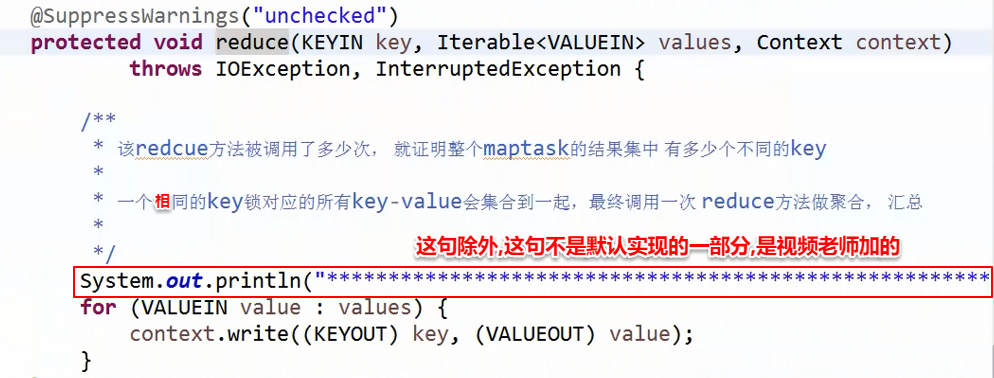 @SuppressWarnings("unchecked")
protected void reduce(KEYIN key, Iterable<VALUEIN> values, Context context)
throws IOException, InterruptedException {
/**
* 该redcue方法被调用了多少次, 就证明整个maptask的结果集中 有多少个不同的key
*
* 一个相同的key锁对应的所有key-value会集合到一起，最终调用一次 reduce方法做聚合， 汇总
*
*/
这句除外,这句不是默认实现的一部分,是视频老师加的
System.out.println("******************************************************
for (VALUEIN value : values) {
context.write((KEYOUT) key, (VALUEOUT) value);
}